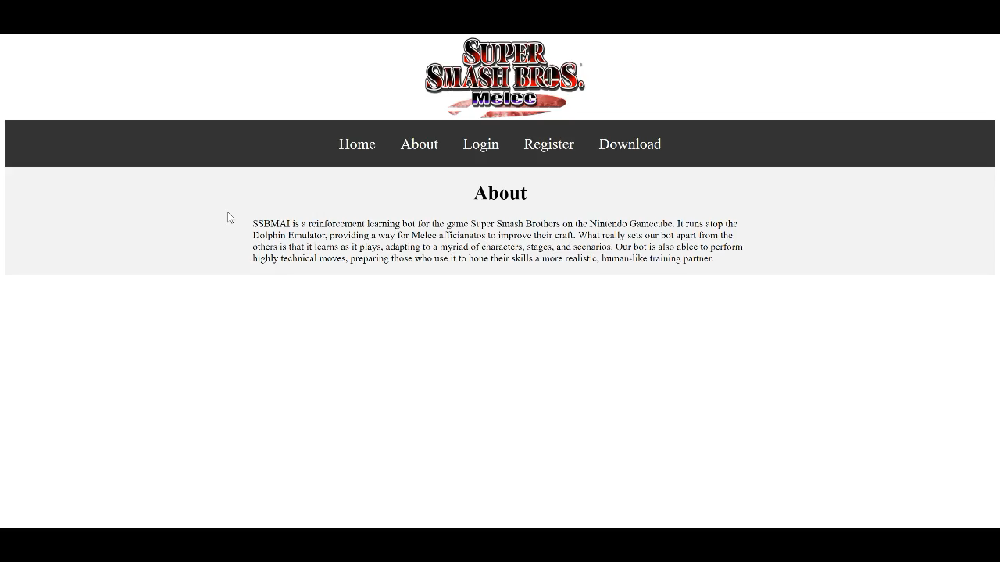 SUPER
SMASH BROS.
Melee
Home About Login Register Download
About
SSBMAI is a reinforcement learning bot for the game Super Smash Brothers on the Nintendo Gamecube. It runs atop the
Dolphin Emulator, providing a way for Melee afficianatos to improve their craft. What really sets our bot apart from the
others is that it learns as it plays, adapting to a myriad of characters, stages, and scenarios. Our bot is also ablee to perform
highly technical moves, preparing those who use it to hone their skills a more realistic, human-like training partner.